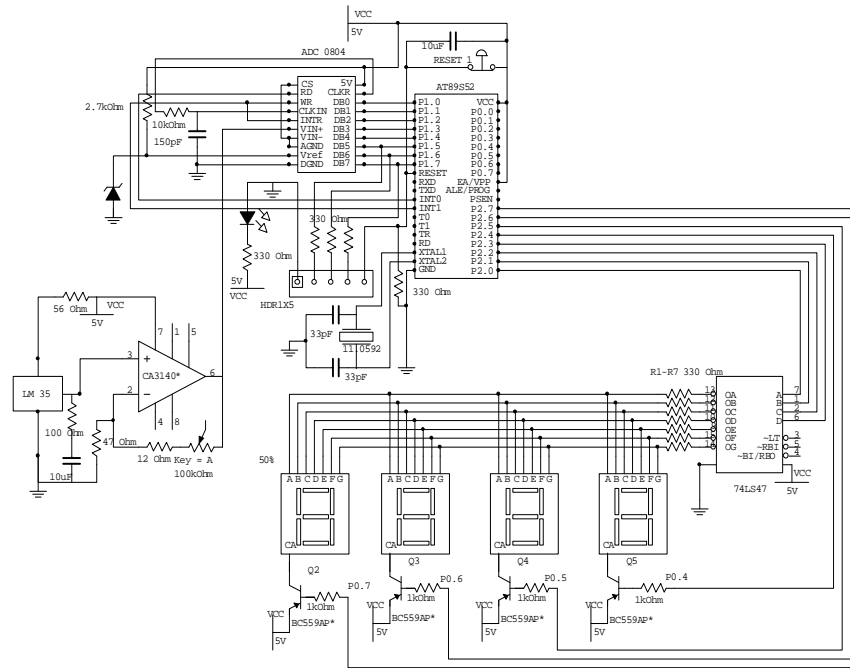 VCC
5V
ADC 0804
10uF
RESET 1
AT89S52
CS
RD
WR
CLKIN
INTR
VIN+
VIN-
AGND
Vref
DGND
5V
CLKR
DB0
DB1
DB2
DB3
DB4
DB5
DB6
DB7
P1.0
P1.1
P1.2
P1.3
P1.4
P1.5
P1.6
P1.7
RESET
RXD
TXD
INT0
INT1
T0
T1
TR
RD
XTAL1
XTAL2
GND
VCC
P0.0
P0.1
P0.2
P0.3
P0.4
P0.5
P0.6
P0.7
EA/VPP
ALE/PROG
PSEN
P2.7
P2.6
P2.5
P2.4
P2.3
P2.2
P2.1
P2.0
2.7kOhm
10kOhm
150pF
330 Ohm
330 Ohm
5V
VCC
HDR1X5
330 Ohm
33pF
11.0592
33pF
56 Ohm
VCC
5V
7 1 5
3
2
6
4 8
CA3140*
LM 35
100 Ohm
10uF
47 Ohm
12 Ohm
Key = A
100kOhm
50%
R1-R7 330 Ohm
OA
OB
OC
OD
OE
OF
OG
A
B
C
D
~LT
~RBI
~BI/RBO
7
1
2
6
3
5
4
74LS47
VCC
5V
A B C D E F G
CA
A B C D E F G
CA
A B C D E F G
CA
A B C D E F G
CA
Q2
P0.7
1kOhm
BC559AP*
VCC
5V
Q3
P0.6
1kOhm
BC559AP*
VCC
5V
Q4
P0.5
1kOhm
BC559AP*
VCC
5V
Q5
P0.4
1kOhm
BC559AP*
VCC
5V